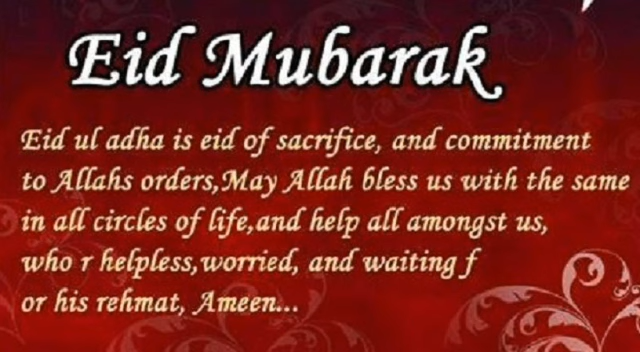 Eid Mubarak
Eid ul adha is eid of sacrifice, and commitment
to Allahs orders,May Allah bless us with the same
in all circles of life,and help all amongst us,
who r helpless,worried, and waiting f
or his rehmat, Ameen...